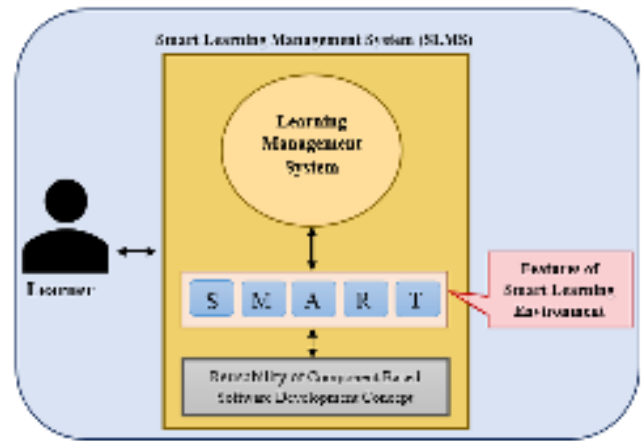 Smart Learning Management System (SLMS)
Learning
Management
System
Learner
S M A R T
Features of
Smart Learning
Environment
Reusability of Component Based
Software Development Concept